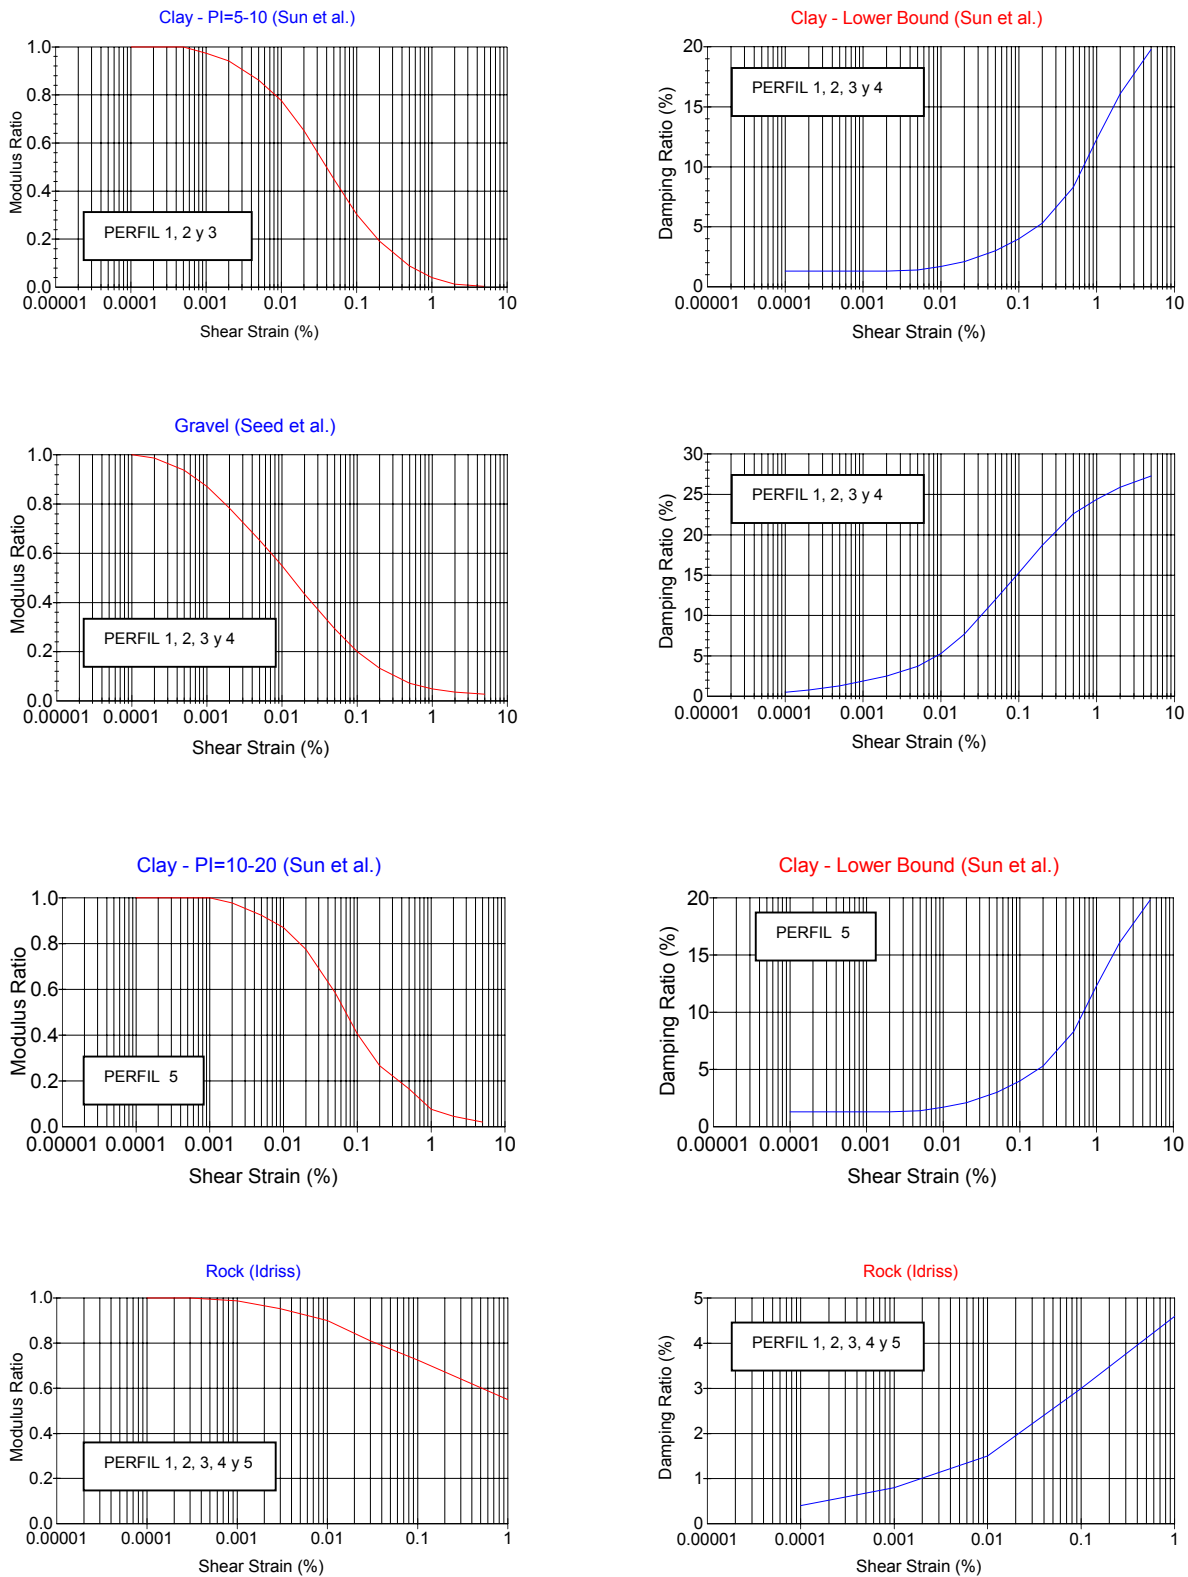 Clay - PI=5-10 (Sun et al.)
1.0
0.8
0.6
0.4
0.2
0.0
Modulus Ratio
PERFIL 1, 2 y 3
0.00001 0.0001 0.001 0.01 0.1 1 10
Shear Strain (%)
Clay - Lower Bound (Sun et al.)
20
15
10
5
0
Damping Ratio (%)
PERFIL 1, 2, 3 y 4
0.00001 0.0001 0.001 0.01 0.1 1 10
Shear Strain (%)
Gravel (Seed et al.)
1.0
0.8
0.6
0.4
0.2
0.0
Modulus Ratio
PERFIL 1, 2, 3 y 4
0.00001 0.0001 0.001 0.01 0.1 1 10
Shear Strain (%)
30
25
20
15
10
5
0
Damping Ratio (%)
PERFIL 1, 2, 3 y 4
0.00001 0.0001 0.001 0.01 0.1 1 10
Shear Strain (%)
Clay - PI=10-20 (Sun et al.)
1.0
0.8
0.6
0.4
0.2
0.0
Modulus Ratio
PERFIL 5
0.00001 0.0001 0.001 0.01 0.1 1 10
Shear Strain (%)
Clay - Lower Bound (Sun et al.)
20
15
10
5
0
Damping Ratio (%)
PERFIL 5
0.00001 0.0001 0.001 0.01 0.1 1 10
Shear Strain (%)
Rock (Idriss)
1.0
0.8
0.6
0.4
0.2
0.0
Modulus Ratio
PERFIL 1, 2, 3, 4 y 5
0.00001 0.0001 0.001 0.01 0.1 1
Shear Strain (%)
Rock (Idriss)
5
4
3
2
1
0
Damping Ratio (%)
PERFIL 1, 2, 3, 4 y 5
0.00001 0.0001 0.001 0.01 0.1 1
Shear Strain (%)